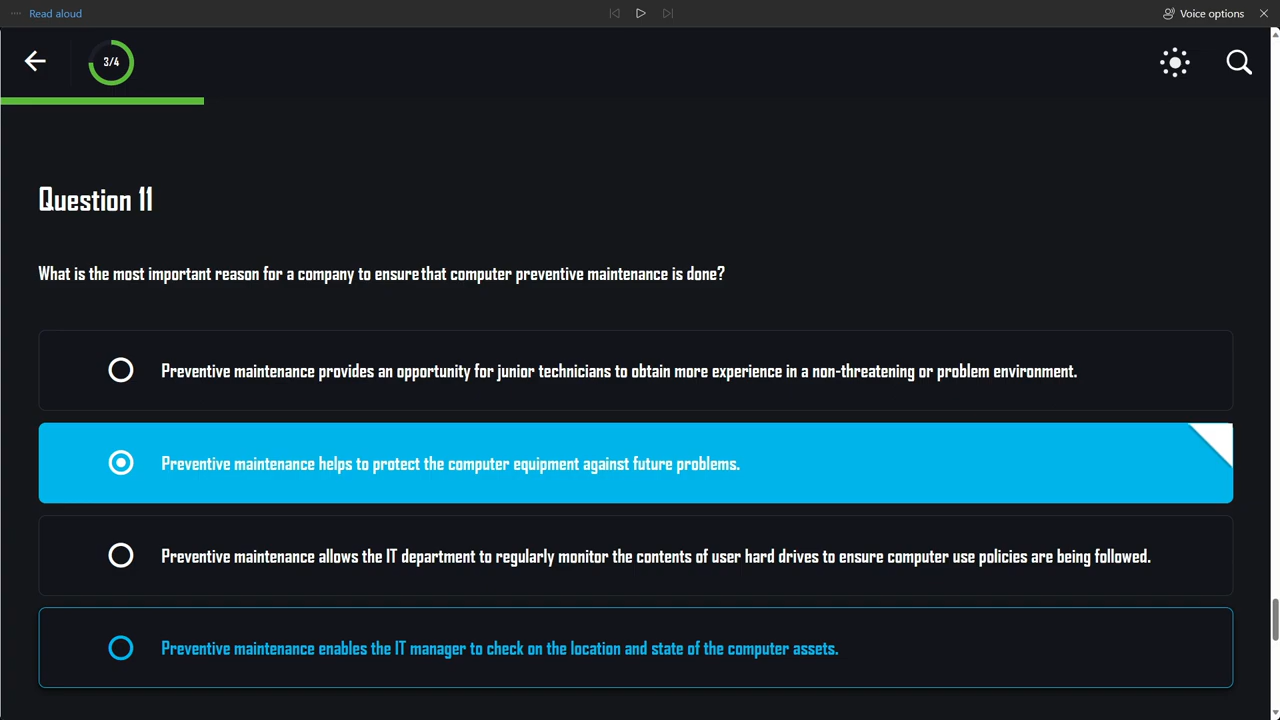 Read aloud
Voice options
3/4
Question 11
What is the most important reason for a company to ensure that computer preventive maintenance is done?
Preventive maintenance provides an opportunity for junior technicians to obtain more experience in a non-threatening or problem environment.
Preventive maintenance helps to protect the computer equipment against future problems.
Preventive maintenance allows the IT department to regularly monitor the contents of user hard drives to ensure computer use policies are being followed.
Preventive maintenance enables the IT manager to check on the location and state of the computer assets.